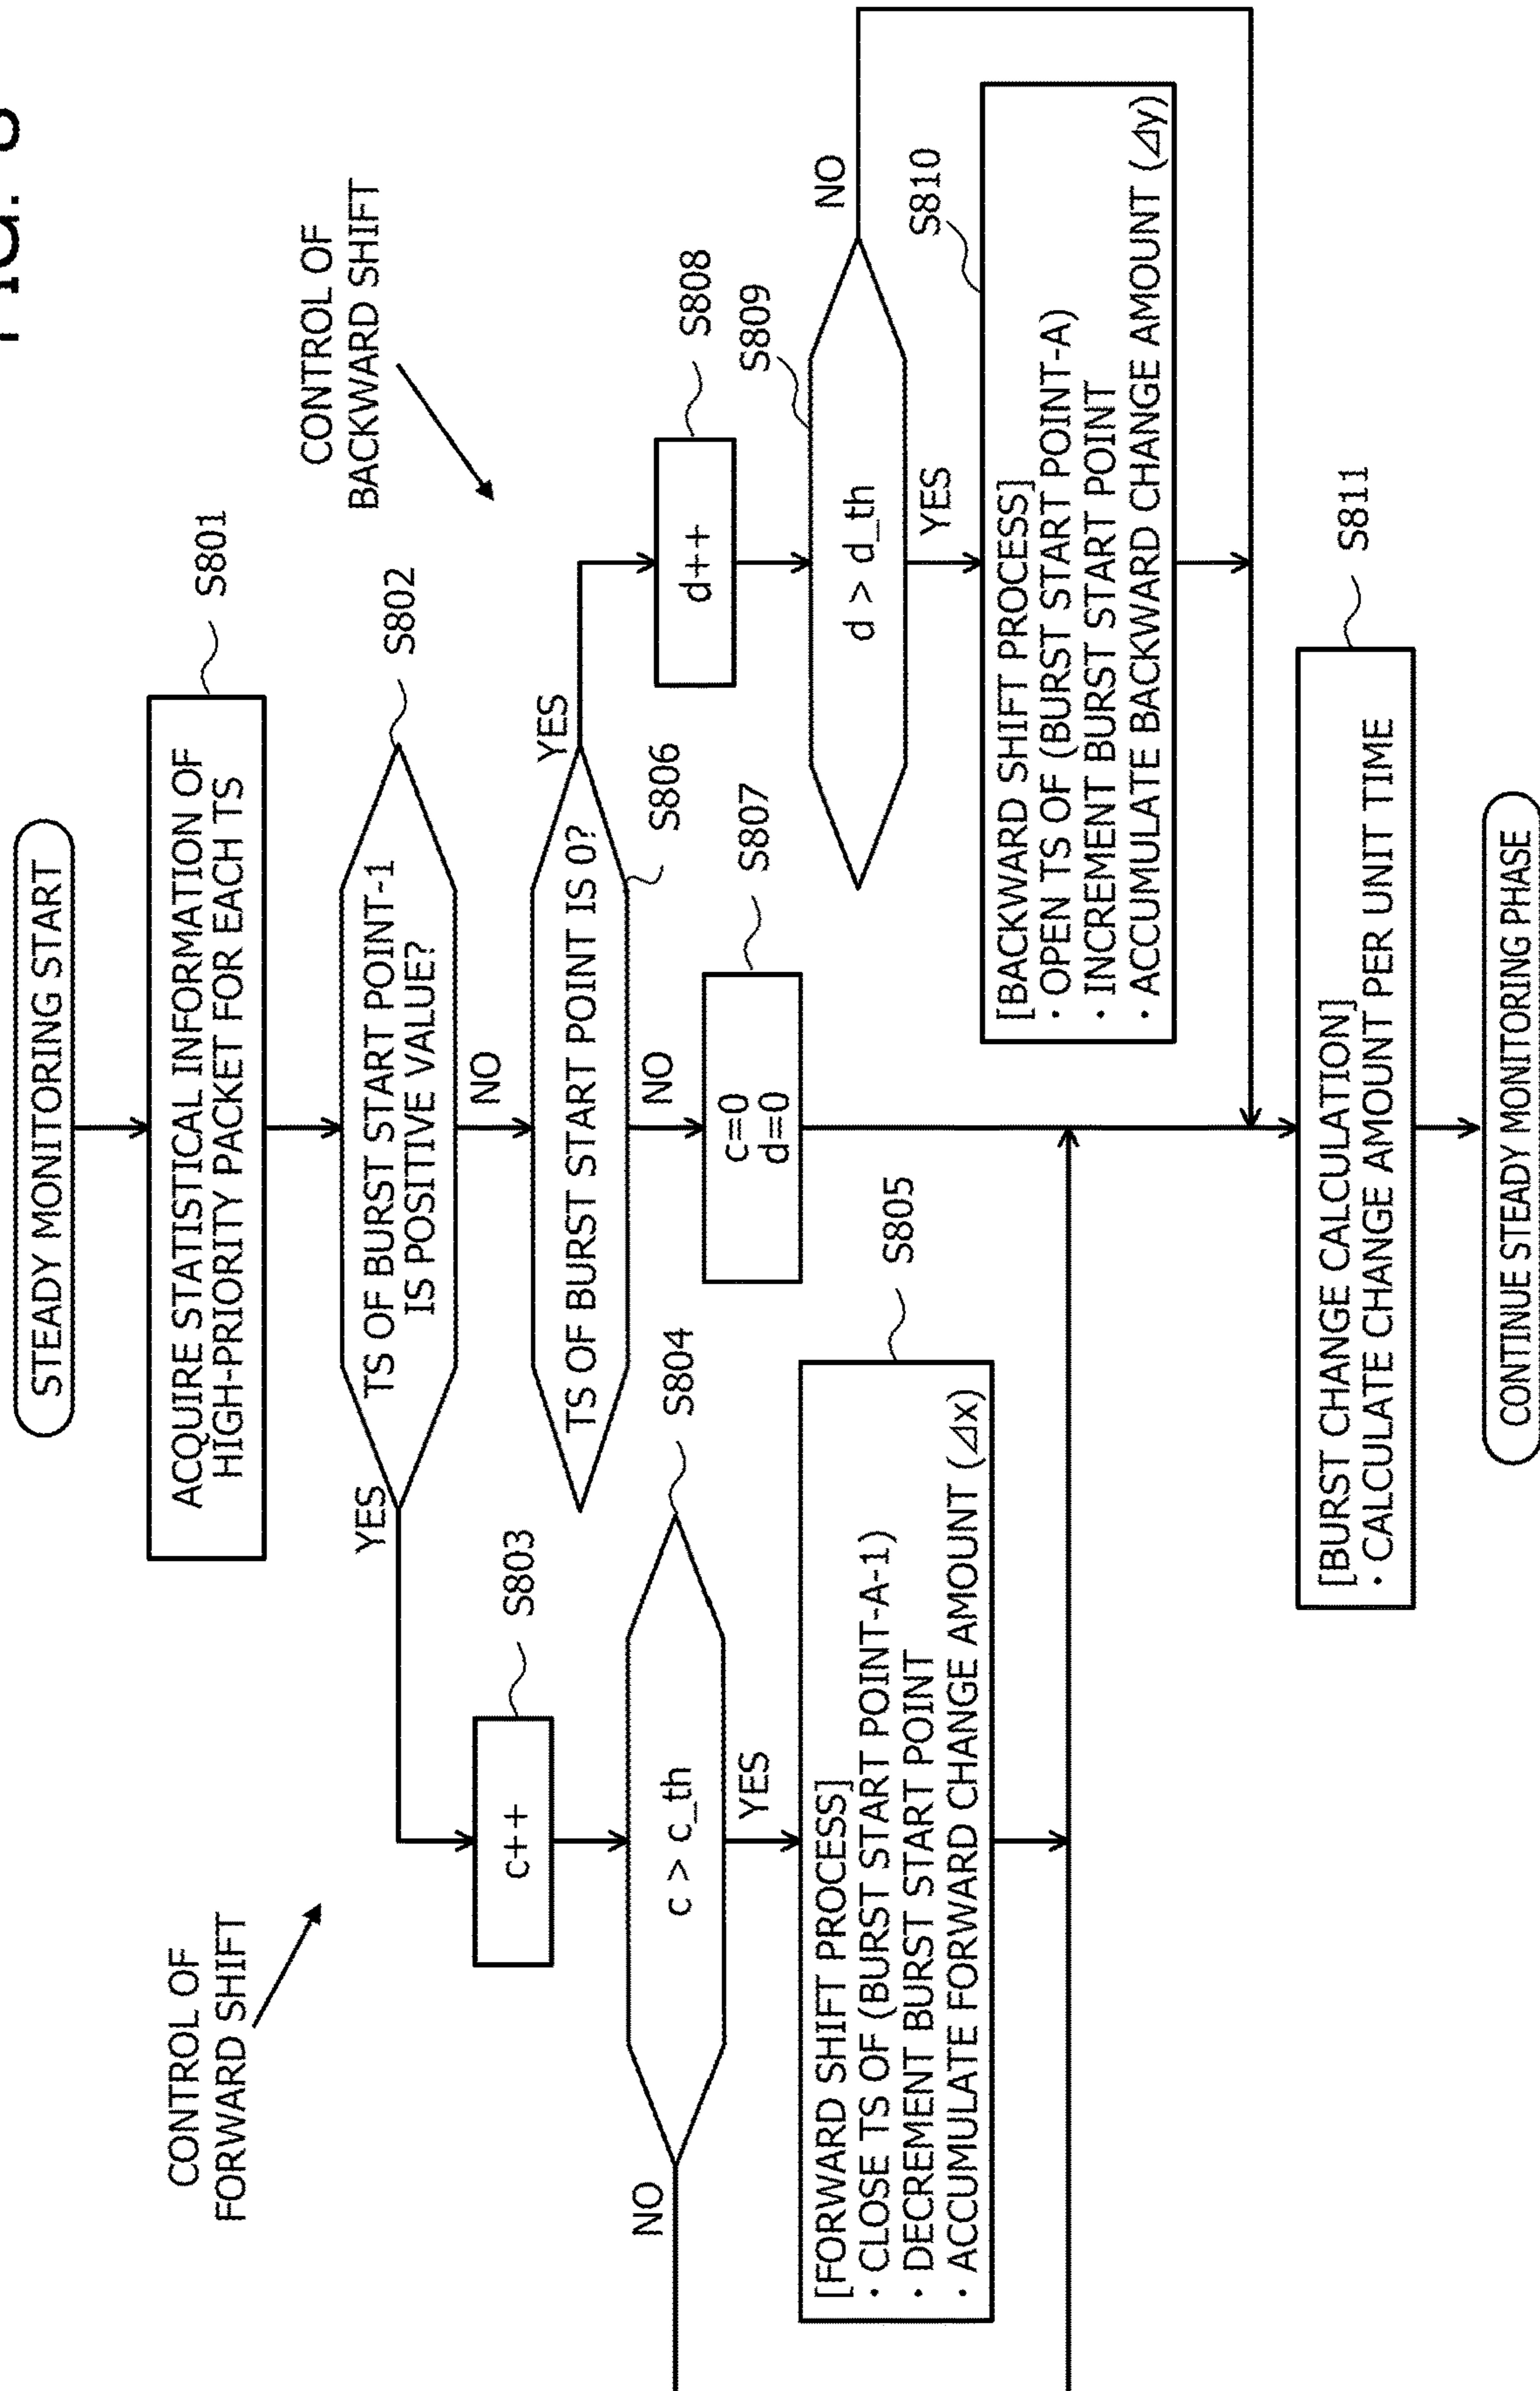 STEADY MONITORING START
ACQUIRE STATISTICAL INFORMATION OF
HIGH-PRIORITY PACKET FOR EACH TS
S801
CONTROL OF
FORWARD SHIFT
CONTROL OF
BACKWARD SHIFT
TS OF BURST START POINT-1
IS POSITIVE VALUE?
S802
YES
NO
c++
S803
TS OF BURST START POINT IS 0?
S806
YES
NO
c > c_th
S804
NO
YES
c=0
d=0
S807
d++
S808
d > d_th
S809
NO
YES
[FORWARD SHIFT PROCESS]
· CLOSE TS OF (BURST START POINT-A-1)
· DECREMENT BURST START POINT
· ACCUMULATE FORWARD CHANGE AMOUNT (⊿x)
S805
[BACKWARD SHIFT PROCESS]
· OPEN TS OF (BURST START POINT-A)
· INCREMENT BURST START POINT
· ACCUMULATE BACKWARD CHANGE AMOUNT (⊿y)
S810
[BURST CHANGE CALCULATION]
· CALCULATE CHANGE AMOUNT PER UNIT TIME
S811
CONTINUE STEADY MONITORING PHASE